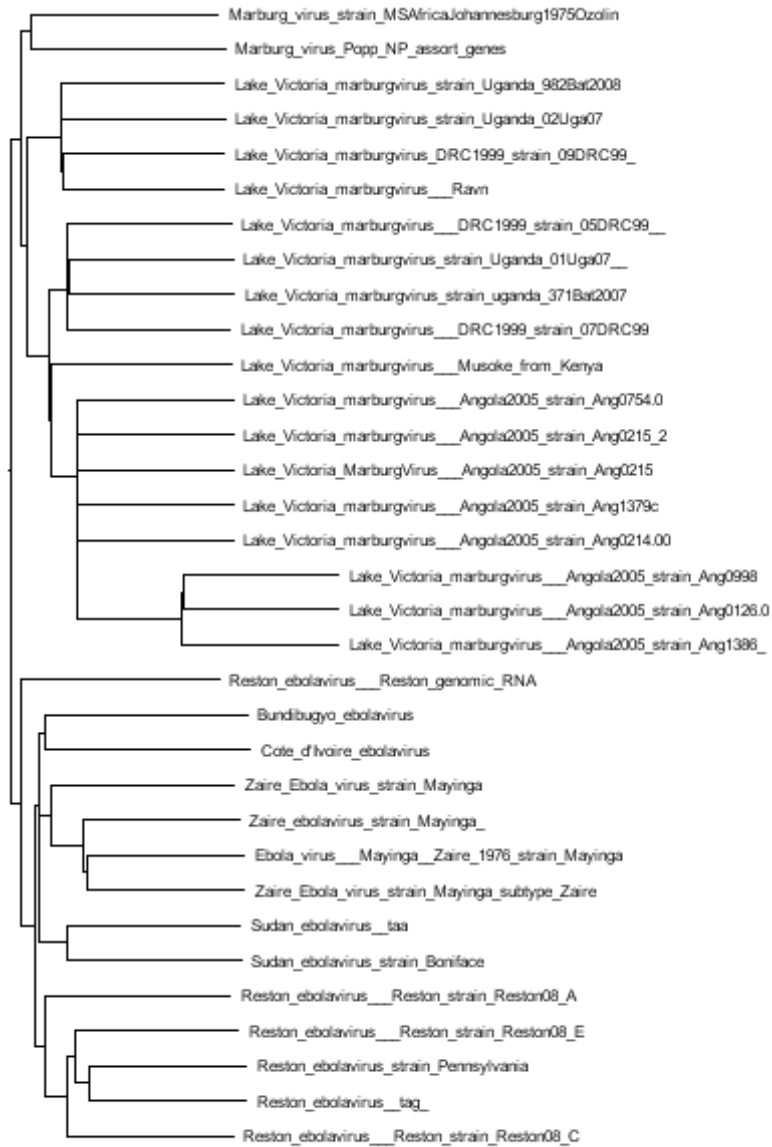 Marburg_virus_strain_MSAfricaJohannesburg1975Ozolin
Marburg_virus_Popp_NP_assort_genes
Lake_Victoria_marburgvirus_strain_Uganda_982Bat2008
Lake_Victoria_marburgvirus_strain_Uganda_02Uga07
Lake_Victoria_marburgvirus_DRC1999_strain_09DRC99_
Lake_Victoria_marburgvirus___Ravn
Lake_Victoria_marburgvirus___DRC1999_strain_05DRC99__
Lake_Victoria_marburgvirus_strain_Uganda_01Uga07__
Lake_Victoria_marburgvirus_strain_uganda_371Bat2007
Lake_Victoria_marburgvirus___DRC1999_strain_07DRC99
Lake_Victoria_marburgvirus___Musoke_from_Kenya
Lake_Victoria_marburgvirus___Angola2005_strain_Ang0754.0
Lake_Victoria_marburgvirus___Angola2005_strain_Ang0215_2
Lake_Victoria_MarburgVirus___Angola2005_strain_Ang0215
Lake_Victoria_marburgvirus___Angola2005_strain_Ang1379c
Lake_Victoria_marburgvirus___Angola2005_strain_Ang0214.00
Lake_Victoria_marburgvirus___Angola2005_strain_Ang0998
Lake_Victoria_marburgvirus___Angola2005_strain_Ang0126.0
Lake_Victoria_marburgvirus___Angola2005_strain_Ang1386_
Reston_ebolavirus___Reston_genomic_RNA
Bundibugyo_ebolavirus
Cote_d'Ivoire_ebolavirus
Zaire_Ebola_virus_strain_Mayinga
Zaire_ebolavirus_strain_Mayinga_
Ebola_virus___Mayinga__Zaire_1976_strain_Mayinga
Zaire_Ebola_virus_strain_Mayinga_subtype_Zaire
Sudan_ebolavirus__taa
Sudan_ebolavirus_strain_Boniface
Reston_ebolavirus___Reston_strain_Reston08_A
Reston_ebolavirus___Reston_strain_Reston08_E
Reston_ebolavirus_strain_Pennsylvania
Reston_ebolavirus__tag_
Reston_ebolavirus___Reston_strain_Reston08_C